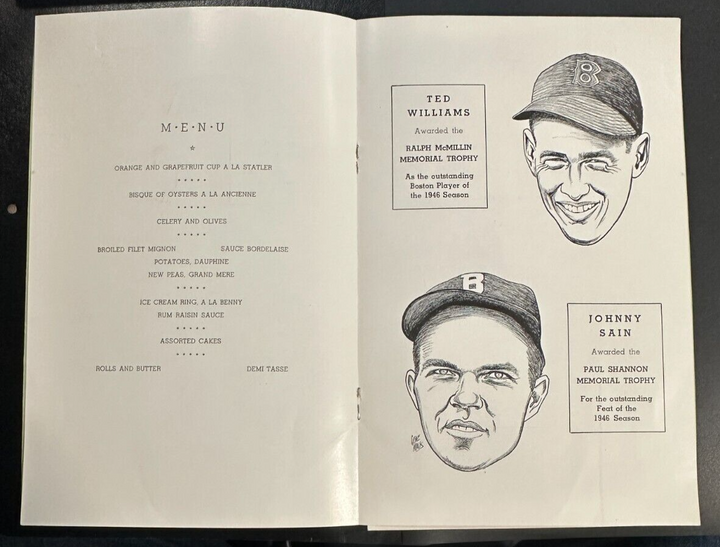 M·E·N·U
ORANGE AND GRAPEFRUIT CUP A LA STATLER
BISQUE OF OYSTERS A LA ANCIENNE
CELERY AND OLIVES
BROILED FILET MIGNON SAUCE BORDELAISE
POTATOES, DAUPHINE
NEW PEAS, GRAND MERE
ICE CREAM RING, A LA BENNY
RUM RAISIN SAUCE
ASSORTED CAKES
ROLLS AND BUTTER DEMI TASSE
TED
WILLIAMS
Awarded the
RALPH McMILLIN
MEMORIAL TROPHY
As the outstanding
Boston Player of
the 1946 Season
B
B
JOHNNY
SAIN
Awarded the
PAUL SHANNON
MEMORIAL TROPHY
For the outstanding
Feat of the
1946 Season